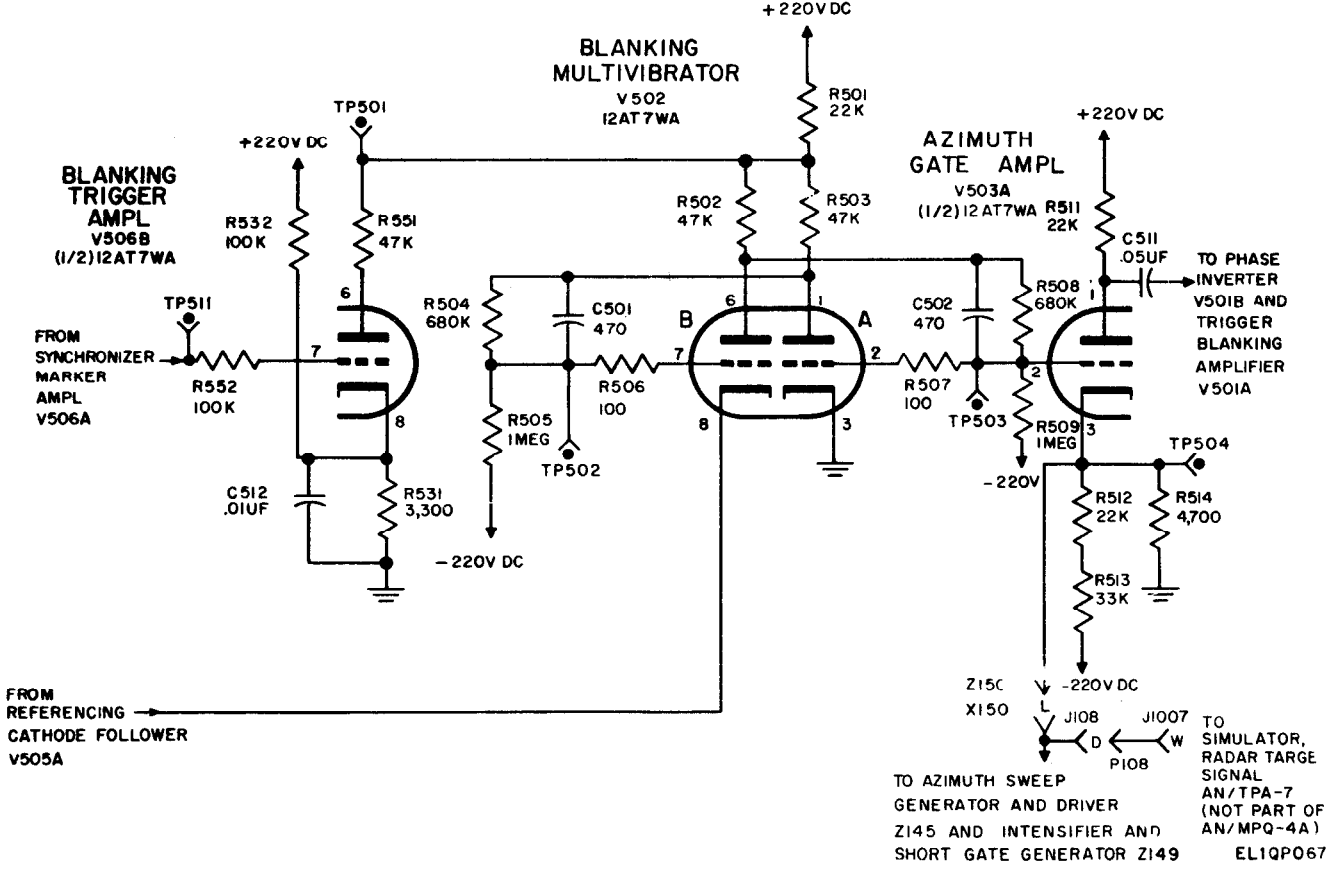 +220V DC
BLANKING
MULTIVIBRATOR
V502
12AT7WA
R501
22K
TP501
+220V DC
BLANKING
TRIGGER
AMPL
V506B
(1/2)12AT7WA
R532
100K
R551
47K
R502
47K
R503
47K
AZIMUTH
GATE AMPL
V503A
(1/2)12AT7WA
+220V DC
R511
22K
C511
.05UF
TO PHASE
INVERTER
V501B AND
TRIGGER
BLANKING
AMPLIFIER
V501A
TP511
FROM
SYNCHRONIZER
MARKER
AMPL
V506A
R552
100K
6
7
8
R504
680K
C501
470
R506
100
R505
1MEG
TP502
-220V DC
C512
.01UF
R531
3,300
6
1
B
A
7
2
8
3
C502
470
R508
680K
R507
100
TP503
R509
1MEG
-220V
1
2
3
TP504
R512
22K
R514
4,700
R513
33K
-220V DC
FROM
REFERENCING
CATHODE FOLLOWER
V505A
Z150
X150
L
J108
D
P108
J1007
W
TO
SIMULATOR,
RADAR TARGE
SIGNAL
AN/TPA-7
(NOT PART OF
AN/MPQ-4A)
TO AZIMUTH SWEEP
GENERATOR AND DRIVER
Z145 AND INTENSIFIER AND
SHORT GATE GENERATOR Z149
EL1QP067